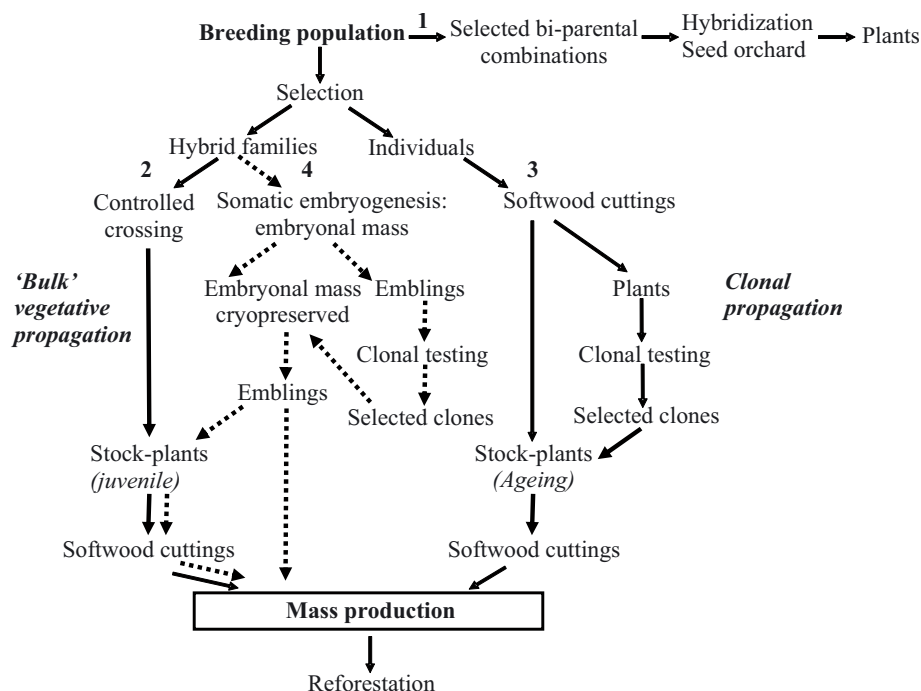 Breeding population
1
Selected bi-parental
combinations
Hybridization
Seed orchard
Plants
Selection
Hybrid families
Individuals
2
4
3
Controlled
crossing
Somatic embryogenesis:
embryonal mass
Softwood cuttings
‘Bulk’
vegetative
propagation
Embryonal mass
cryopreserved
Emblings
Plants
Clonal
propagation
Clonal testing
Clonal testing
Emblings
Selected clones
Selected clones
Stock-plants
(juvenile)
Stock-plants
(Ageing)
Softwood cuttings
Softwood cuttings
Mass production
Reforestation